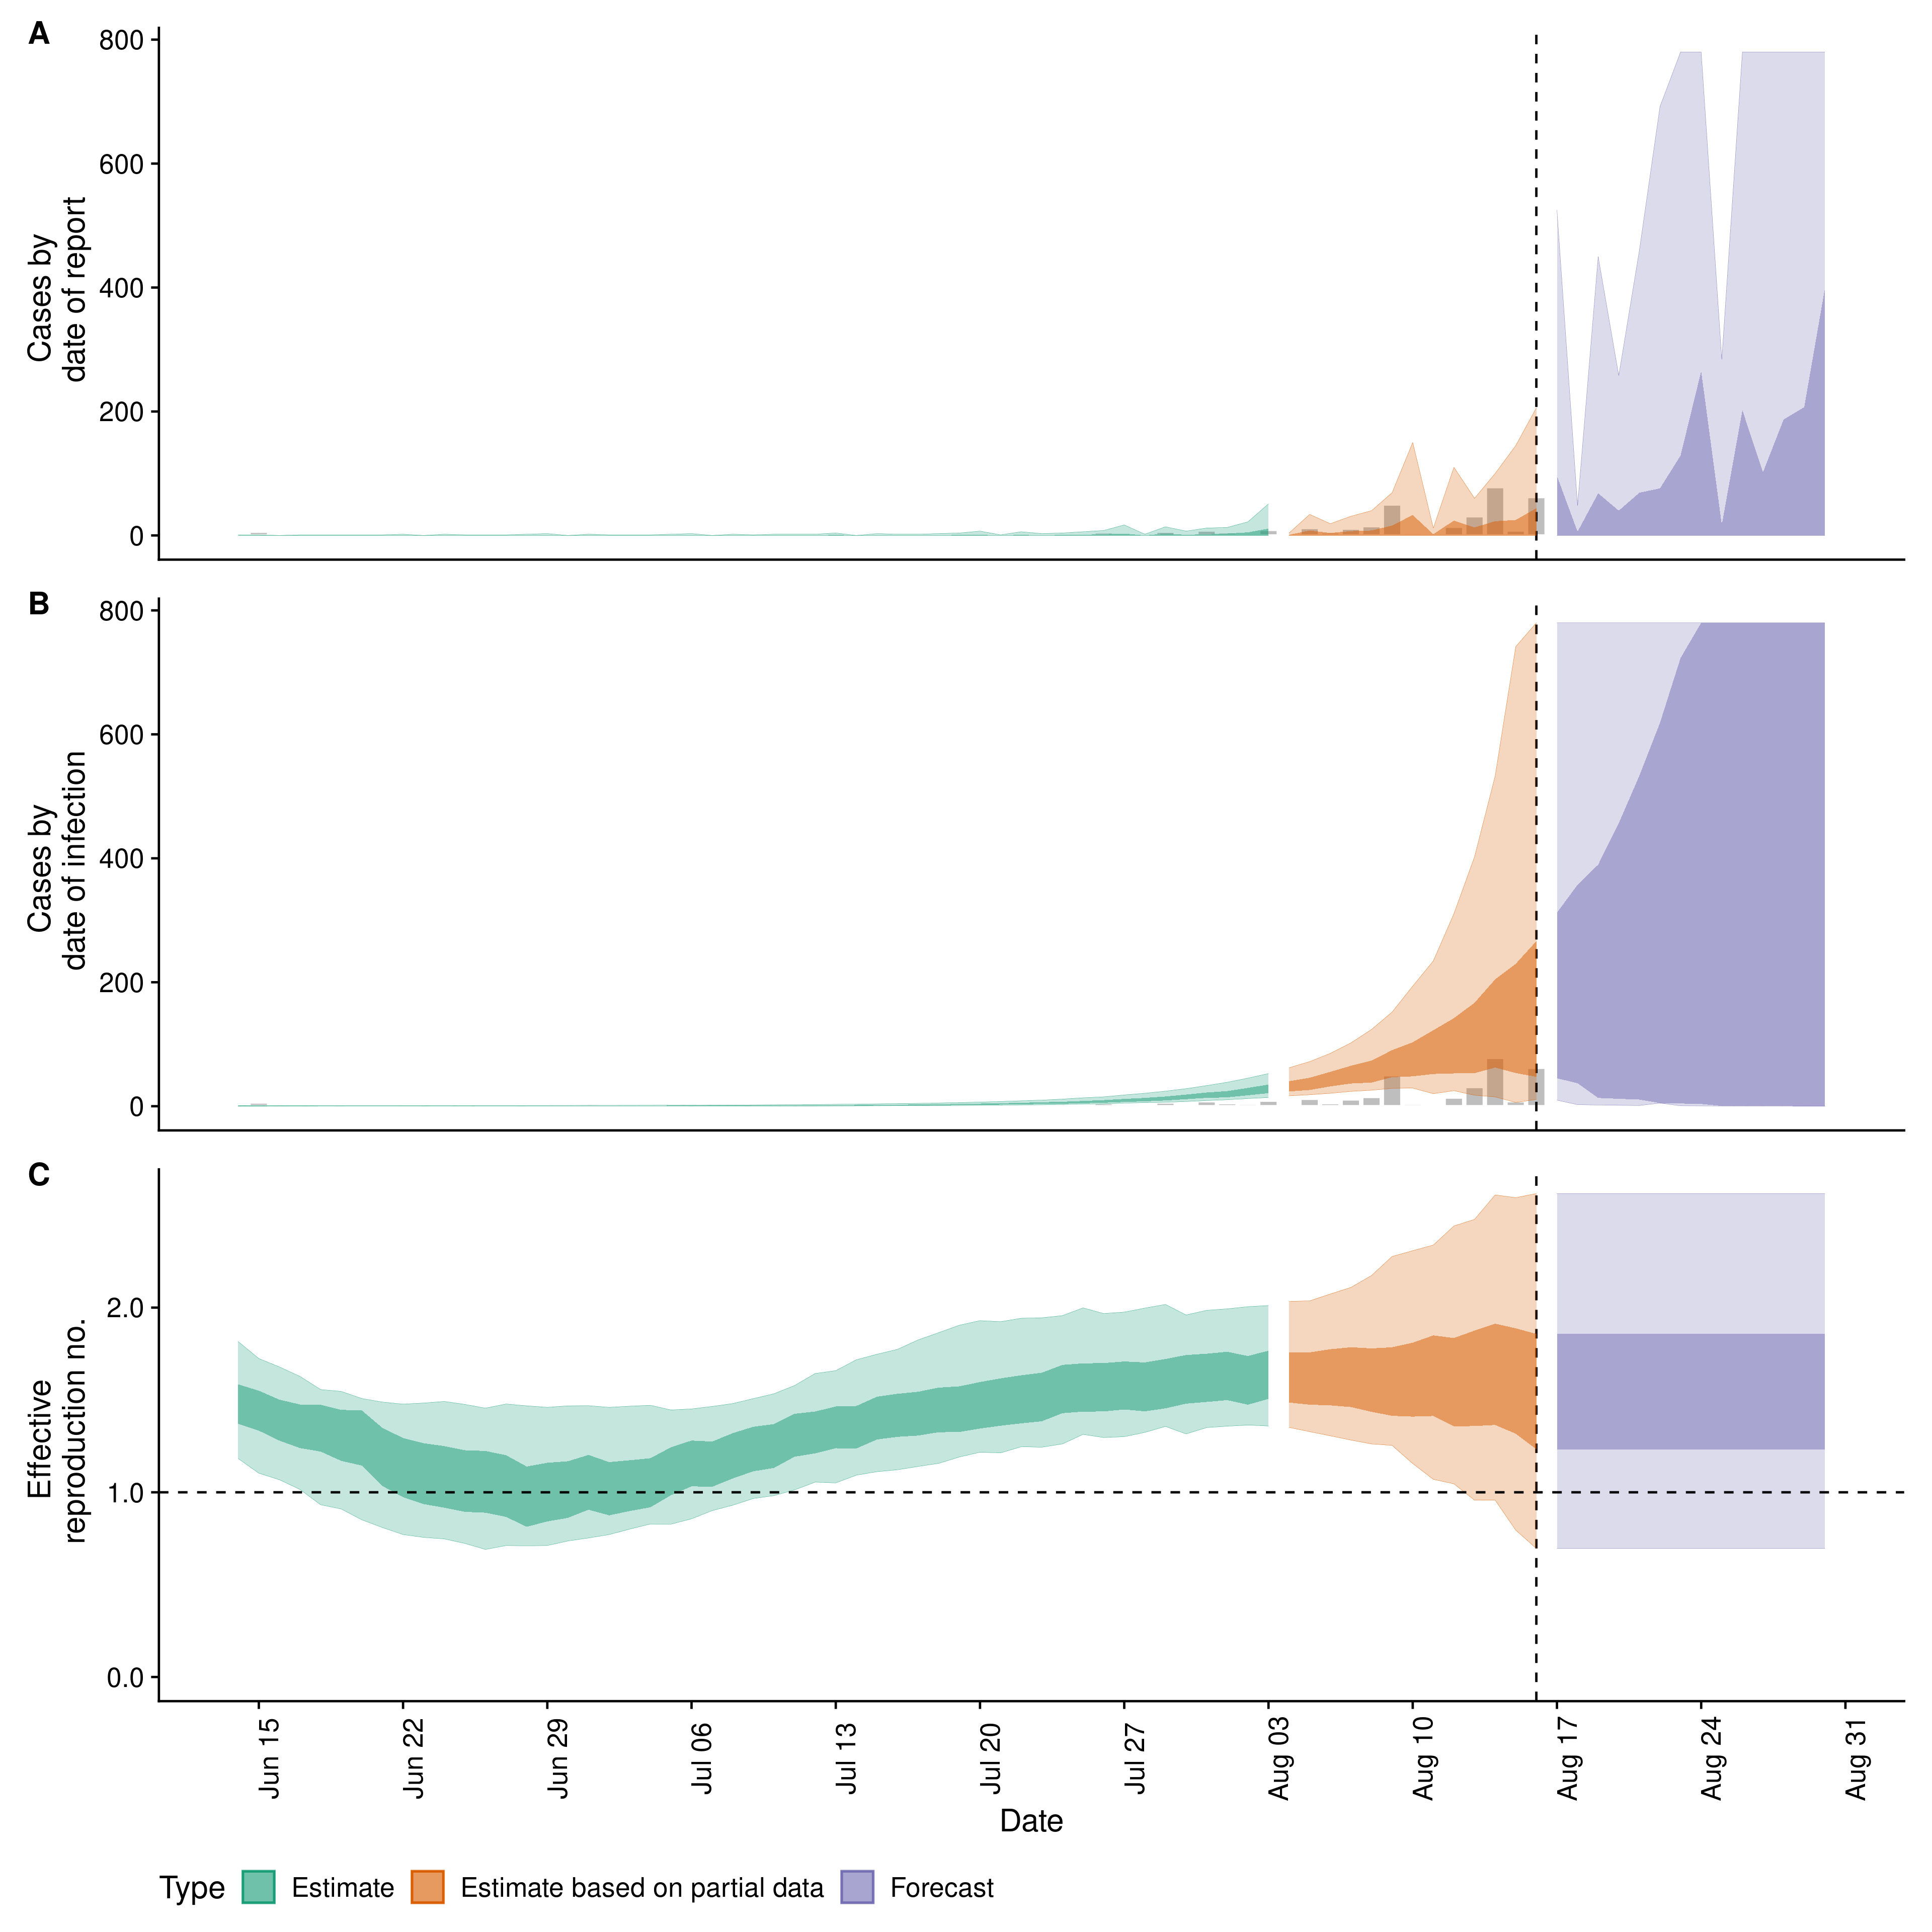 A
800
600
400
200
0
Cases by
date of report
B
800
600
400
200
0
Cases by
date of infection
C
2.0
1.0
0.0
Effective
reproduction no.
Jun 15
Jun 22
Jun 29
Jul 06
Jul 13
Jul 20
Jul 27
Aug 03
Aug 10
Aug 17
Aug 24
Aug 31
Date
Type Estimate Estimate based on partial data Forecast